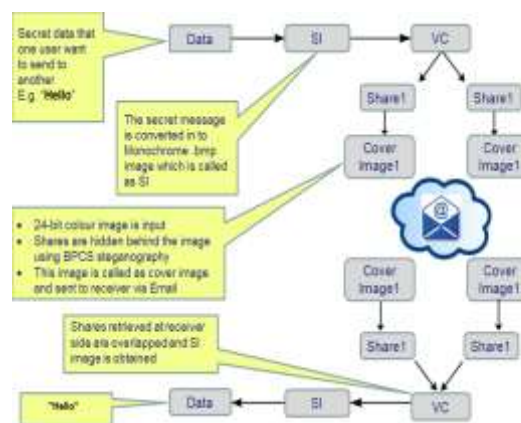 Secret data that
one user want
to send to
another
E.g. "Hello"
Data
SI
VC
The secret message
is converted in to
Monochrome .bmp
image which is called
as SI
Share1
Share1
Cover
Image1
Cover
Image1
• 24-bit colour image is input
• Shares are hidden behind the image
using BPCS steganography
• This image is called as cover image
and sent to receiver via Email
@
Cover
Image1
Cover
Image1
Shares retrieved at receiver
side are overlapped and SI
image is obtained
Share1
Share1
"Hello"
Data
SI
VC